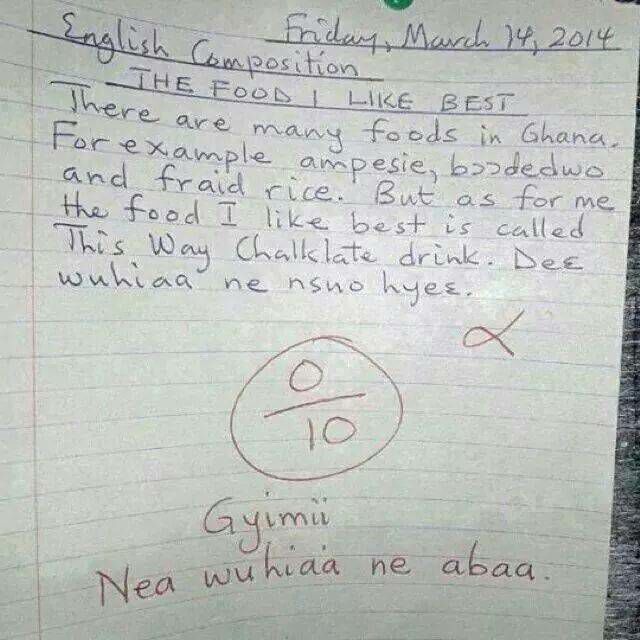 Friday, March 14, 2014
English Composition
THE FOOD I LIKE BEST
There are many foods in Ghana.
For example ampesie, bɔɔdedwo
and fraid rice. But as for me
the food I like best is called
This Way Chalklate drink. Deɛ
wuhiaa ne nsuo hyeɛ.
0
10
Gyimii
Nea wuhiaa ne abaa.